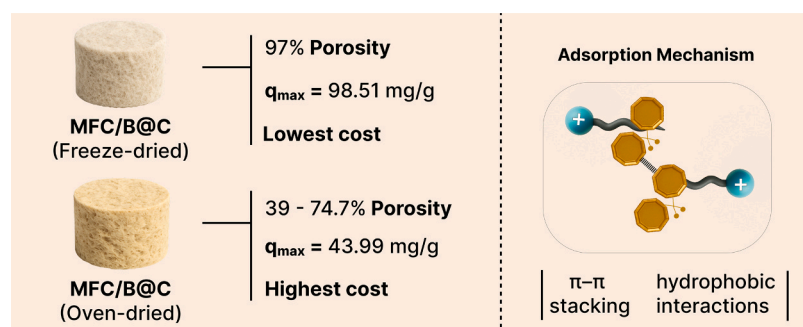 97% Porosity
qmax = 98.51 mg/g
Lowest cost
MFC/B@C
(Freeze-dried)
39 - 74.7% Porosity
qmax = 43.99 mg/g
Highest cost
MFC/B@C
(Oven-dried)
Adsorption Mechanism
+
+
π–π
stacking
hydrophobic
interactions